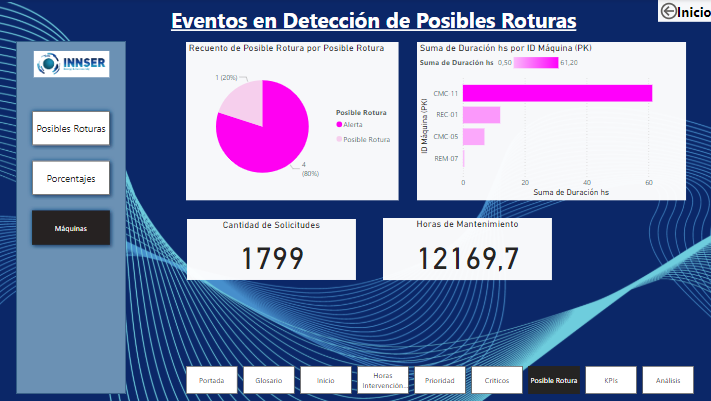 Eventos en Detección de Posibles Roturas
Inicio
INNSER
Posibles Roturas
Porcentajes
Máquinas
Recuento de Posible Rotura por Posible Rotura
1 (20%)
4
(80%)
Posible Rotura
Alerta
Posible Rotura
Suma de Duración hs por ID Máquina (PK)
Suma de Duración hs 0,50 61,20
ID Máquina (PK)
CMC-11
REC 01
CMC-05
REM 07
0 20 40 60
Suma de Duración hs
Cantidad de Solicitudes
1799
Horas de Mantenimiento
12169,7
Portada
Glosario
Inicio
Horas
Intervención...
Prioridad
Criticos
Posible Rotura
KPIs
Análisis